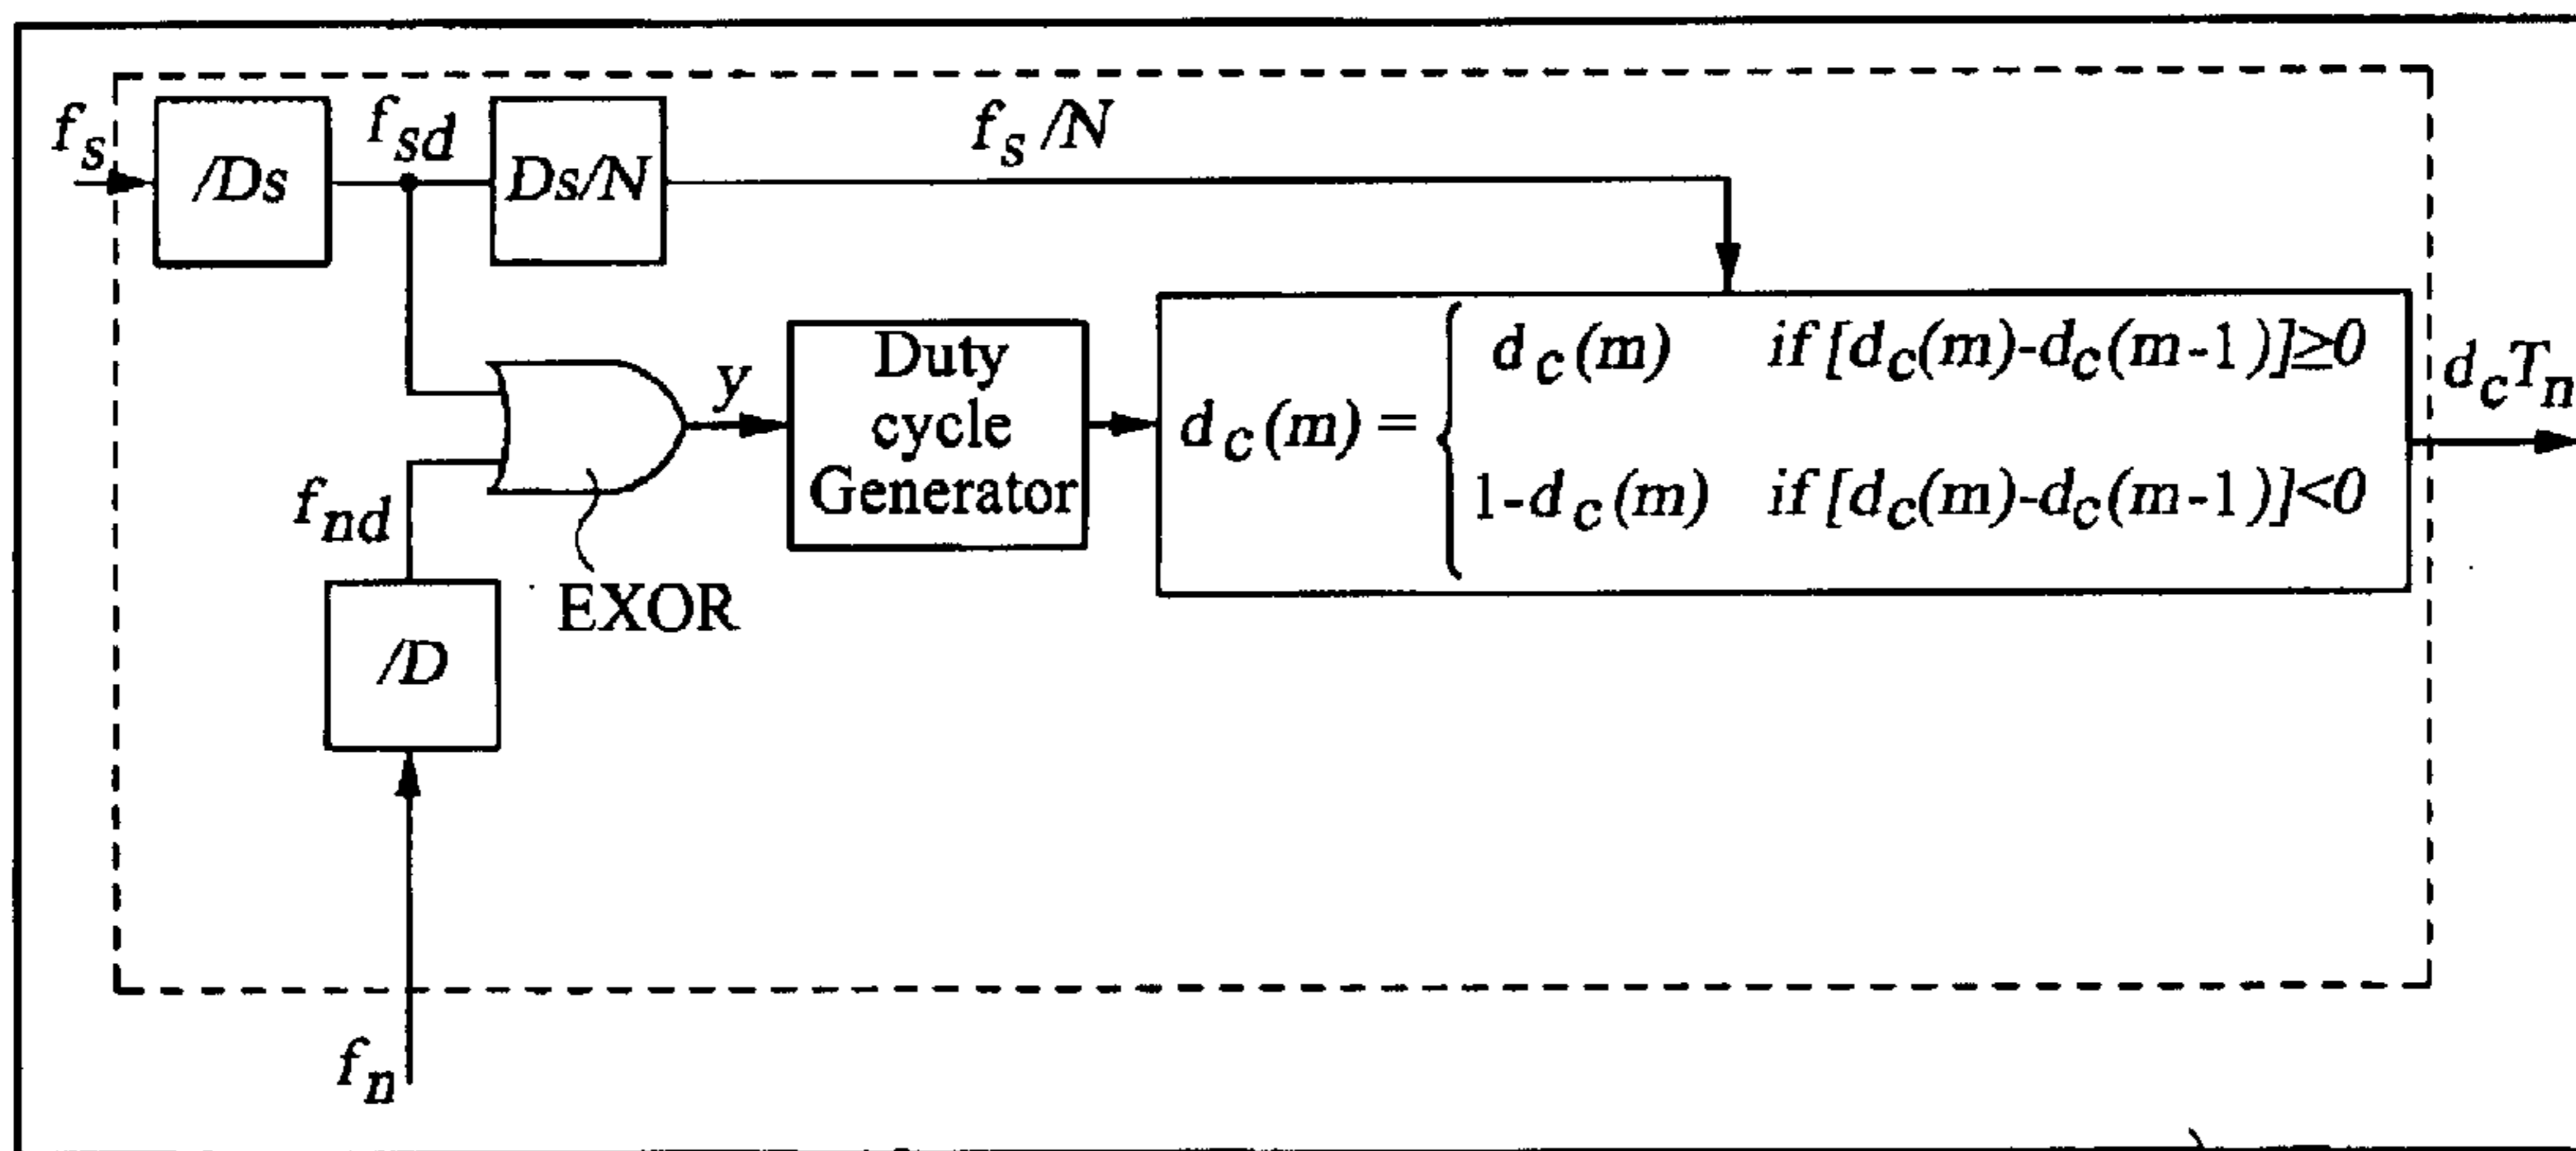 f_s
/Ds
f_sd
Ds/N
f_s /N
y
Duty
cycle
Generator
d_c(m) = { d_c(m) if [d_c(m)-d_c(m-1)]≥0
1-d_c(m) if [d_c(m)-d_c(m-1)]<0
d_cT_n
f_nd
EXOR
/D
f_n